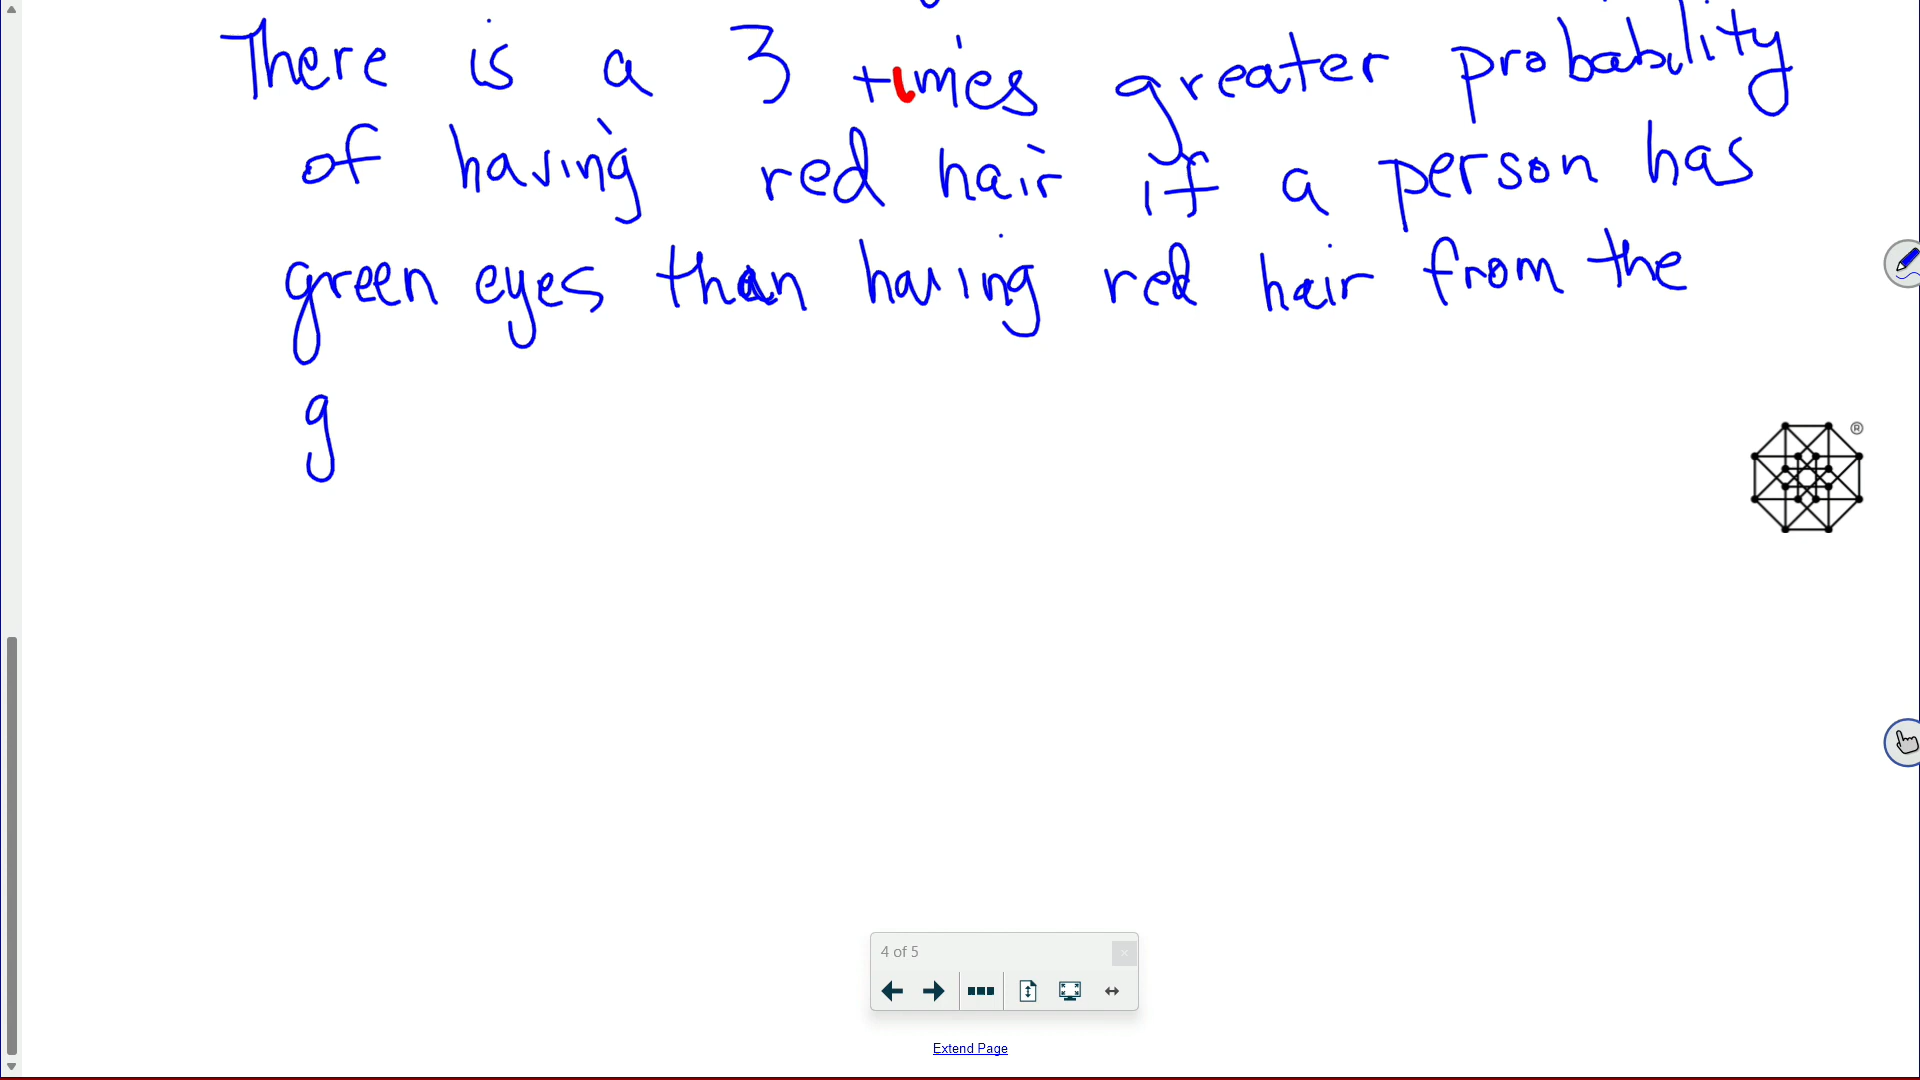 There is a 3 times greater probability
of having red hair if a person has
green eyes than having red hair from the
g
®
4 of 5
Extend Page